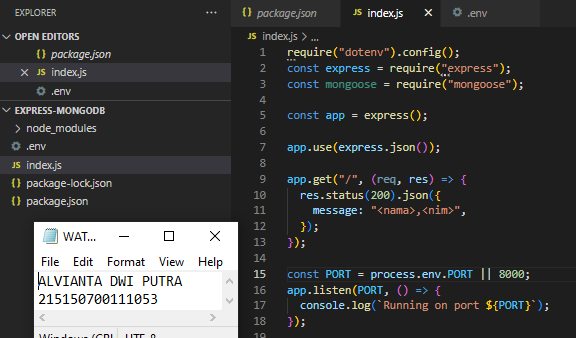 EXPLORER ...
OPEN EDITORS
{} package.json
JS index.js
.env
EXPRESS-MONGODB
node_modules
.env
index.js
package-lock.json
package.json
{} package.json
JS index.js
.env
JS index.js > ...
1 require("dotenv").config();
2 const express = require("express");
3 const mongoose = require("mongoose");
4
5 const app = express();
6
7 app.use(express.json());
8
9 app.get("/", (req, res) => {
10 res.status(200).json({
11 message: "<nama>,<nim>",
12 });
13 });
14
15 const PORT = process.env.PORT || 8000;
16 app.listen(PORT, () => {
17 console.log(`Running on port ${PORT}`);
18 });
WAT...
File Edit Format View Help
ALVIANTA DWI PUTRA
215150700111053